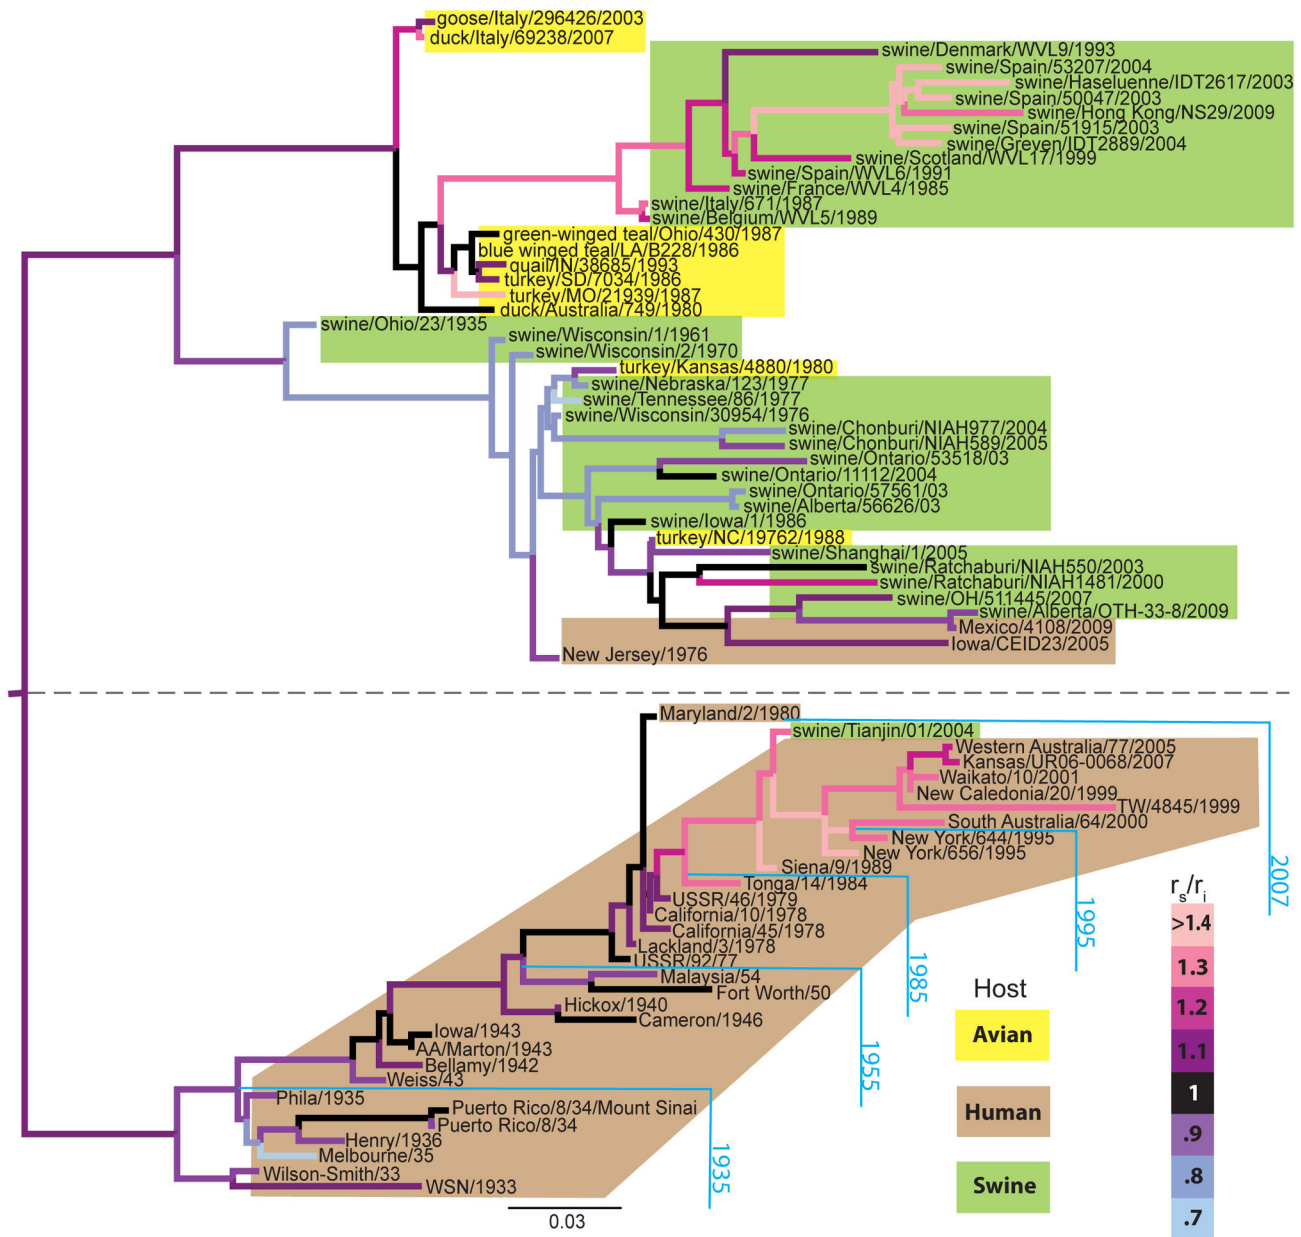 goose/Italy/296426/2003
duck/Italy/69238/2007
swine/Denmark/WVL9/1993
swine/Spain/53207/2004
swine/Haseluenne/IDT2617/2003
swine/Spain/50047/2003
swine/Hong Kong/NS29/2009
swine/Spain/51915/2003
swine/Greven/IDT2889/2004
swine/Scotland/WVL17/1999
swine/Spain/WVL6/1991
swine/France/WVL4/1985
swine/Italy/671/1987
swine/Belgium/WVL5/1989
green-winged teal/Ohio/430/1987
blue winged teal/LA/B228/1986
quail/IN/38685/1993
turkey/SD/7034/1986
turkey/MO/21939/1987
duck/Australia/749/1980
swine/Ohio/23/1935
swine/Wisconsin/1/1961
swine/Wisconsin/2/1970
turkey/Kansas/4880/1980
swine/Nebraska/123/1977
swine/Tennessee/86/1977
swine/Wisconsin/30954/1976
swine/Chonburi/NIAH977/2004
swine/Chonburi/NIAH589/2005
swine/Ontario/53518/03
swine/Ontario/11112/2004
swine/Ontario/57561/03
swine/Alberta/56626/03
swine/Iowa/1/1986
turkey/NC/19762/1988
swine/Shanghai/1/2005
swine/Ratchaburi/NIAH550/2003
swine/Ratchaburi/NIAH1481/2000
swine/OH/511445/2007
swine/Alberta/OTH-33-8/2009
Mexico/4108/2009
Iowa/CEID23/2005
New Jersey/1976
Maryland/2/1980
swine/Tianjin/01/2004
Western Australia/77/2005
Kansas/UR06-0068/2007
Waikato/10/2001
New Caledonia/20/1999
TW/4845/1999
South Australia/64/2000
New York/644/1995
New York/656/1995
Siena/9/1989
Tonga/14/1984
USSR/46/1979
California/10/1978
California/45/1978
Lackland/3/1978
USSR/92/77
Malaysia/54
Fort Worth/50
Hickox/1940
Cameron/1946
Iowa/1943
AA/Marton/1943
Bellamy/1942
Weiss/43
Phila/1935
Puerto Rico/8/34/Mount Sinai
Puerto Rico/8/34
Henry/1936
Melbourne/35
Wilson-Smith/33
WSN/1933
0.03
1935
1955
1985
1995
2007
Host
Avian
Human
Swine
rs/ri
>1.4
1.3
1.2
1.1
1
.9
.8
.7